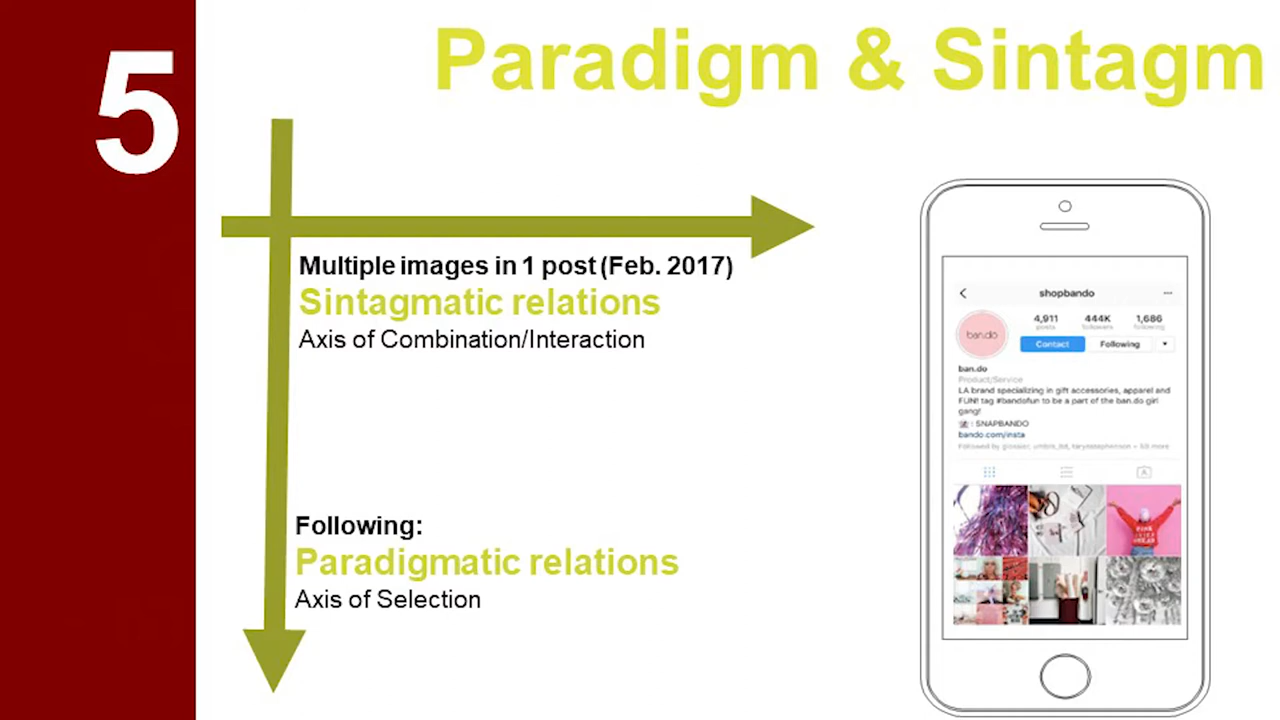 5
Paradigm & Sintagm
Multiple images in 1 post (Feb. 2017)
Sintagmatic relations
Axis of Combination/Interaction
Following:
Paradigmatic relations
Axis of Selection
shopbando
4,911 444K 1,686
posts followers following
ban.do
Contact Following
ban.do
Product/Service
LA brand specializing in gift accessories, apparel and
FUN! tag #bandofun to be a part of the ban.do girl
gang!
: SNAPBANDO
bando.com/insta
Followed by glossier,